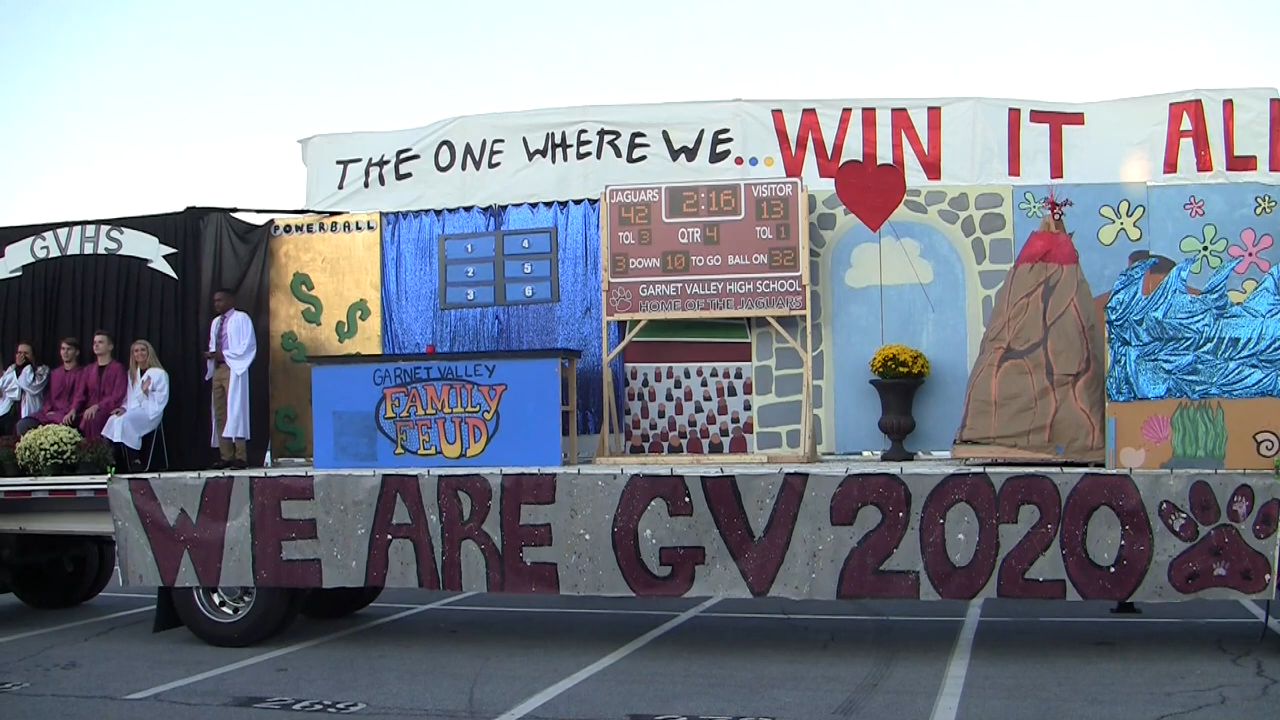 THE ONE WHERE WE... WIN IT ALL
GVHS
POWERBALL
1 4
2 5
3 6
JAGUARS 2:16 VISITOR
42 13
TOL 3 QTR 4 TOL 1
3 DOWN 10 TO GO BALL ON 32
GARNET VALLEY HIGH SCHOOL
HOME OF THE JAGUARS
GARNET VALLEY
FAMILY
FEUD
$
$
$
$
WE ARE GV 2020
269